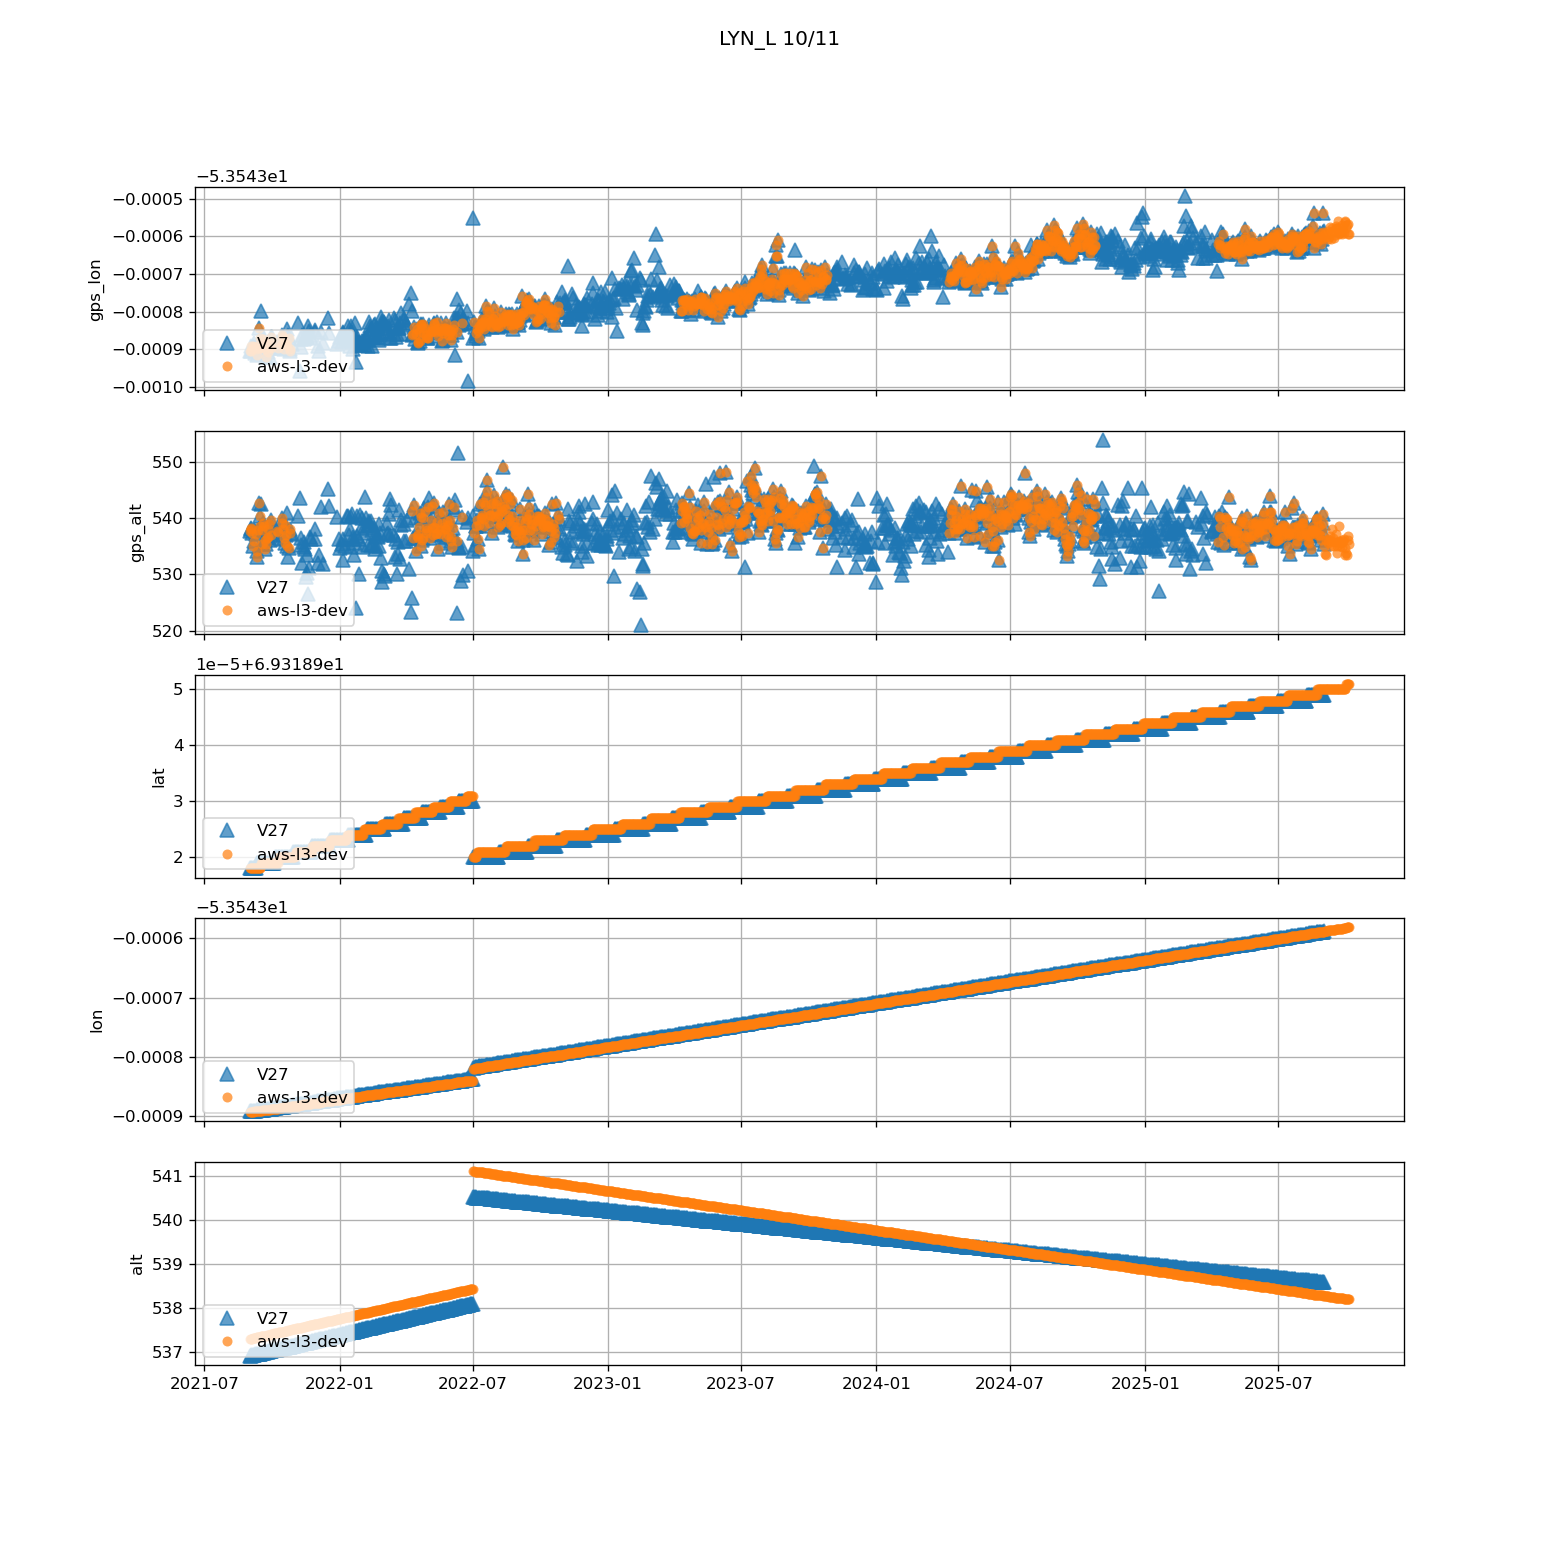 LYN_L 10/11
−5.3543e1
−0.0005
−0.0006
−0.0007
−0.0008
−0.0009
−0.0010
gps_lon
V27
aws-l3-dev
550
540
530
520
gps_alt
V27
aws-l3-dev
1e−5+6.93189e1
5
4
3
2
lat
V27
aws-l3-dev
−5.3543e1
−0.0006
−0.0007
−0.0008
−0.0009
lon
V27
aws-l3-dev
541
540
539
538
537
alt
V27
aws-l3-dev
2021-07 2022-01 2022-07 2023-01 2023-07 2024-01 2024-07 2025-01 2025-07